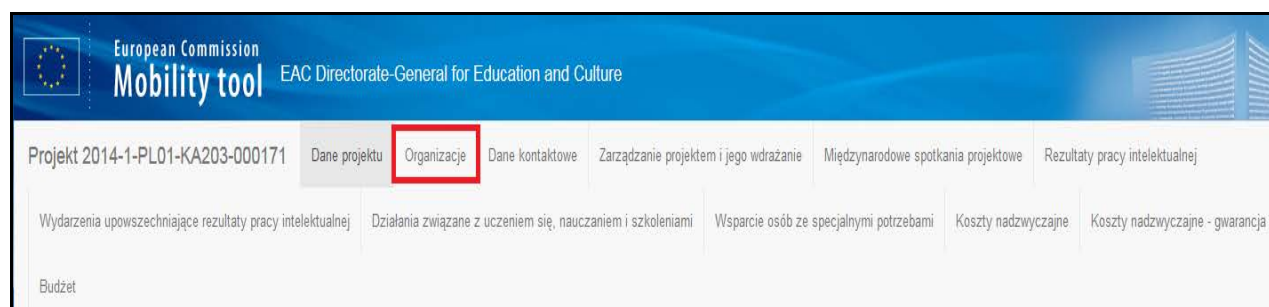 European Commission
Mobility tool EAC Directorate-General for Education and Culture
Projekt 2014-1-PL01-KA203-000171 Dane projektu Organizacje Dane kontaktowe Zarządzanie projektem i jego wdrażanie Międzynarodowe spotkania projektowe Rezultaty pracy intelektualnej
Wydarzenia upowszechniające rezultaty pracy intelektualnej Działania związane z uczeniem się, nauczaniem i szkoleniami Wsparcie osób ze specjalnymi potrzebami Koszty nadzwyczajne Koszty nadzwyczajne - gwarancja
Budżet